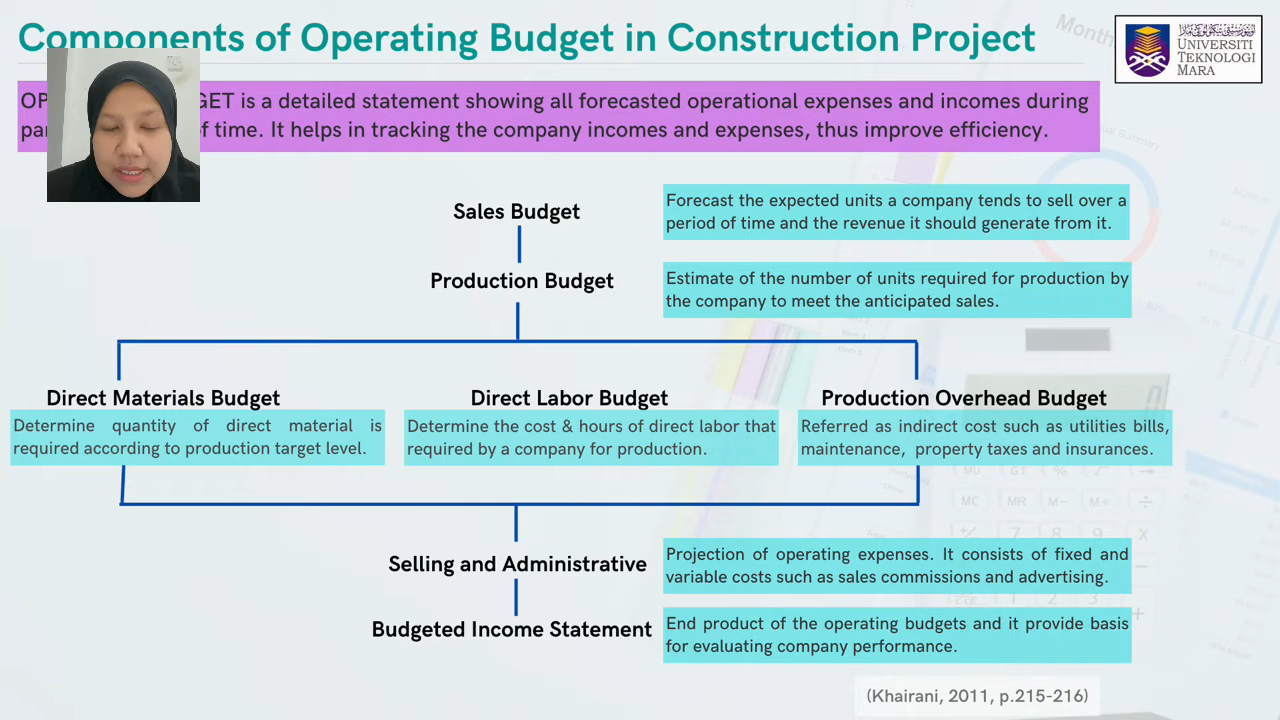 Components of Operating Budget in Construction Project
UNIVERSITI
TEKNOLOGI
MARA
is a detailed statement showing all forecasted operational expenses and incomes during
of time. It helps in tracking the company incomes and expenses, thus improve efficiency.
Sales Budget
Forecast the expected units a company tends to sell over a
period of time and the revenue it should generate from it.
Production Budget
Estimate of the number of units required for production by
the company to meet the anticipated sales.
Direct Materials Budget
Determine quantity of direct material is
required according to production target level.
Direct Labor Budget
Determine the cost & hours of direct labor that
required by a company for production.
Production Overhead Budget
Referred as indirect cost such as utilities bills,
maintenance, property taxes and insurances.
Selling and Administrative
Projection of operating expenses. It consists of fixed and
variable costs such as sales commissions and advertising.
Budgeted Income Statement
End product of the operating budgets and it provide basis
for evaluating company performance.
(Khairani, 2011, p.215-216)